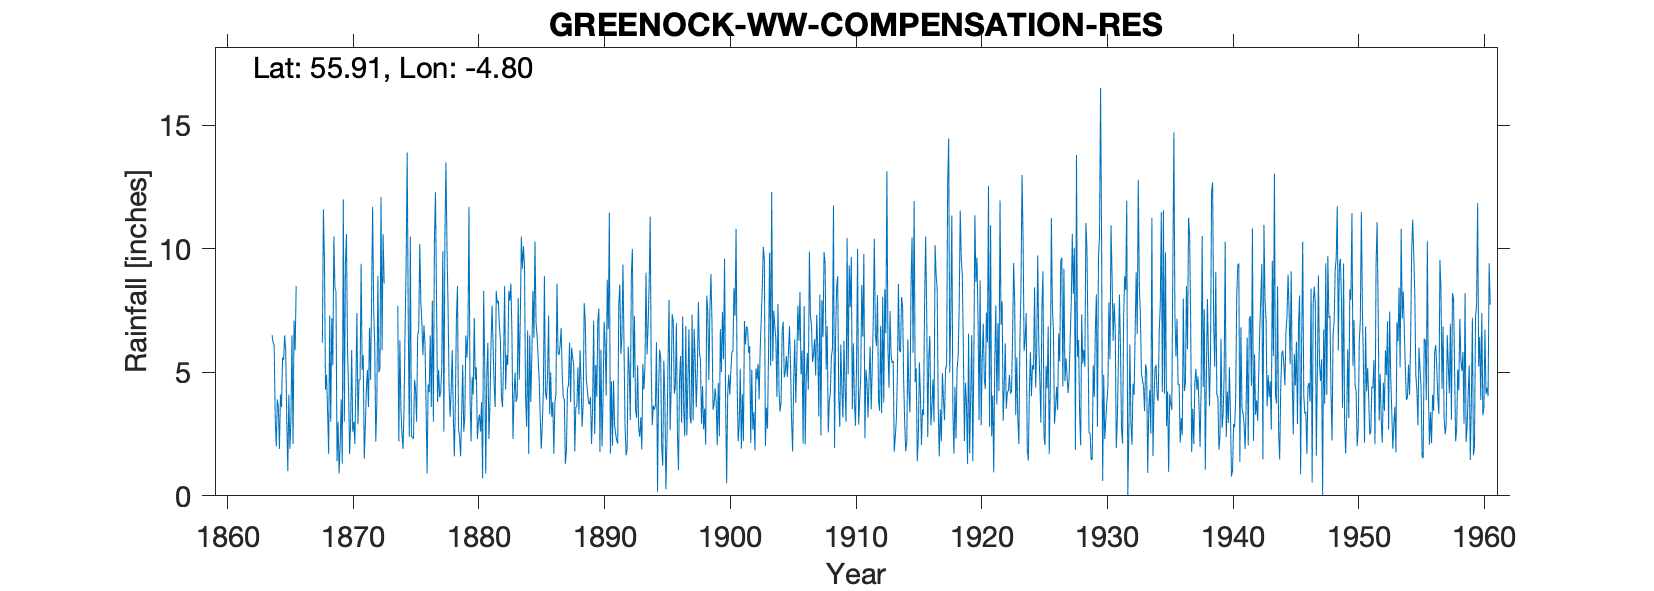 GREENOCK-WW-COMPENSATION-RES
Lat: 55.91, Lon: -4.80
Rainfall [inches]
15
10
5
0
1860 1870 1880 1890 1900 1910 1920 1930 1940 1950 1960
Year